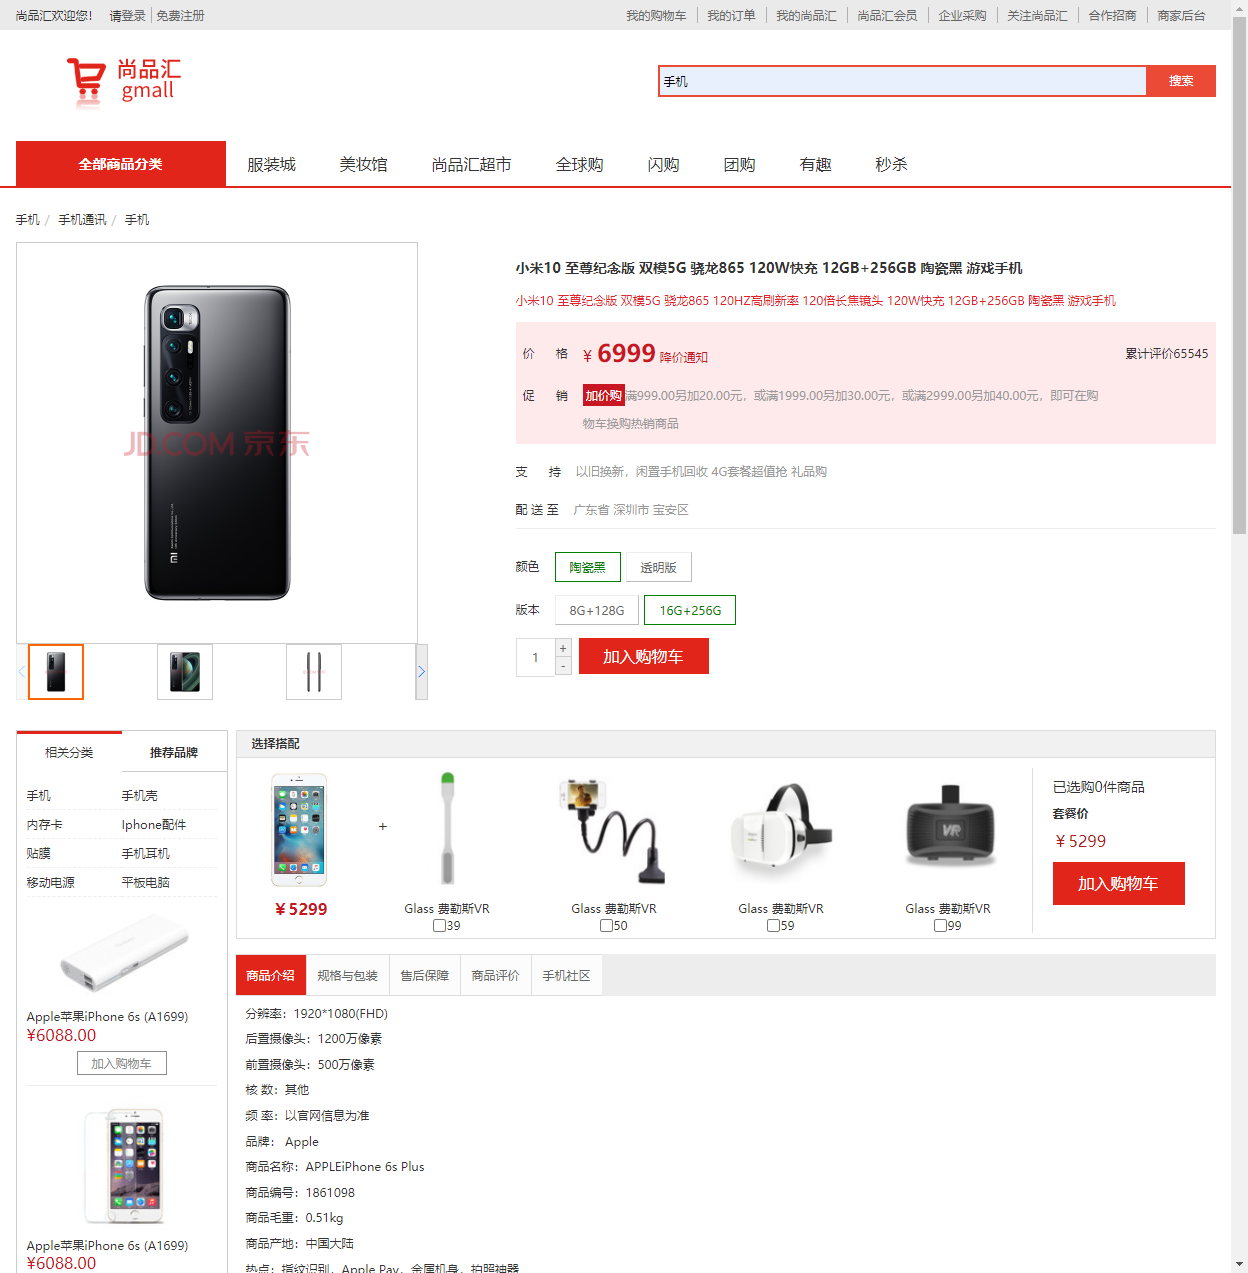 尚品汇欢迎您！ 请登录 免费注册
我的购物车 我的订单 我的尚品汇 尚品汇会员 企业采购 关注尚品汇 合作招商 商家后台
尚品汇
gmall
手机 搜索
全部商品分类 服装城 美妆馆 尚品汇超市 全球购 闪购 团购 有趣 秒杀
手机 / 手机通讯 / 手机
JD.COM 京东
小米10 至尊纪念版 双模5G 骁龙865 120W快充 12GB+256GB 陶瓷黑 游戏手机
小米10 至尊纪念版 双模5G 骁龙865 120HZ高刷新率 120倍长焦镜头 120W快充 12GB+256GB 陶瓷黑 游戏手机
价 格 ¥ 6999 降价通知 累计评价65545
促 销 加价购 满999.00另加20.00元，或满1999.00另加30.00元，或满2999.00另加40.00元，即可在购
物车换购热销商品
支 持 以旧换新，闲置手机回收 4G套餐超值抢 礼品购
配 送 至 广东省 深圳市 宝安区
颜色 陶瓷黑 透明版
版本 8G+128G 16G+256G
1 + - 加入购物车
相关分类 推荐品牌
手机 手机壳
内存卡 Iphone配件
贴膜 手机耳机
移动电源 平板电脑
Apple苹果iPhone 6s (A1699)
¥6088.00
加入购物车
Apple苹果iPhone 6s (A1699)
¥6088.00
选择搭配
+
VR
¥5299
Glass 费勒斯VR Glass 费勒斯VR Glass 费勒斯VR Glass 费勒斯VR
39 50 59 99
已选购0件商品
套餐价
¥5299
加入购物车
商品介绍 规格与包装 售后保障 商品评价 手机社区
分辨率：1920*1080(FHD)
后置摄像头：1200万像素
前置摄像头：500万像素
核 数：其他
频 率：以官网信息为准
品牌： Apple
商品名称：APPLEiPhone 6s Plus
商品编号：1861098
商品毛重：0.51kg
商品产地：中国大陆
热点：指纹识别，Apple Pay，金属机身，拍照神器